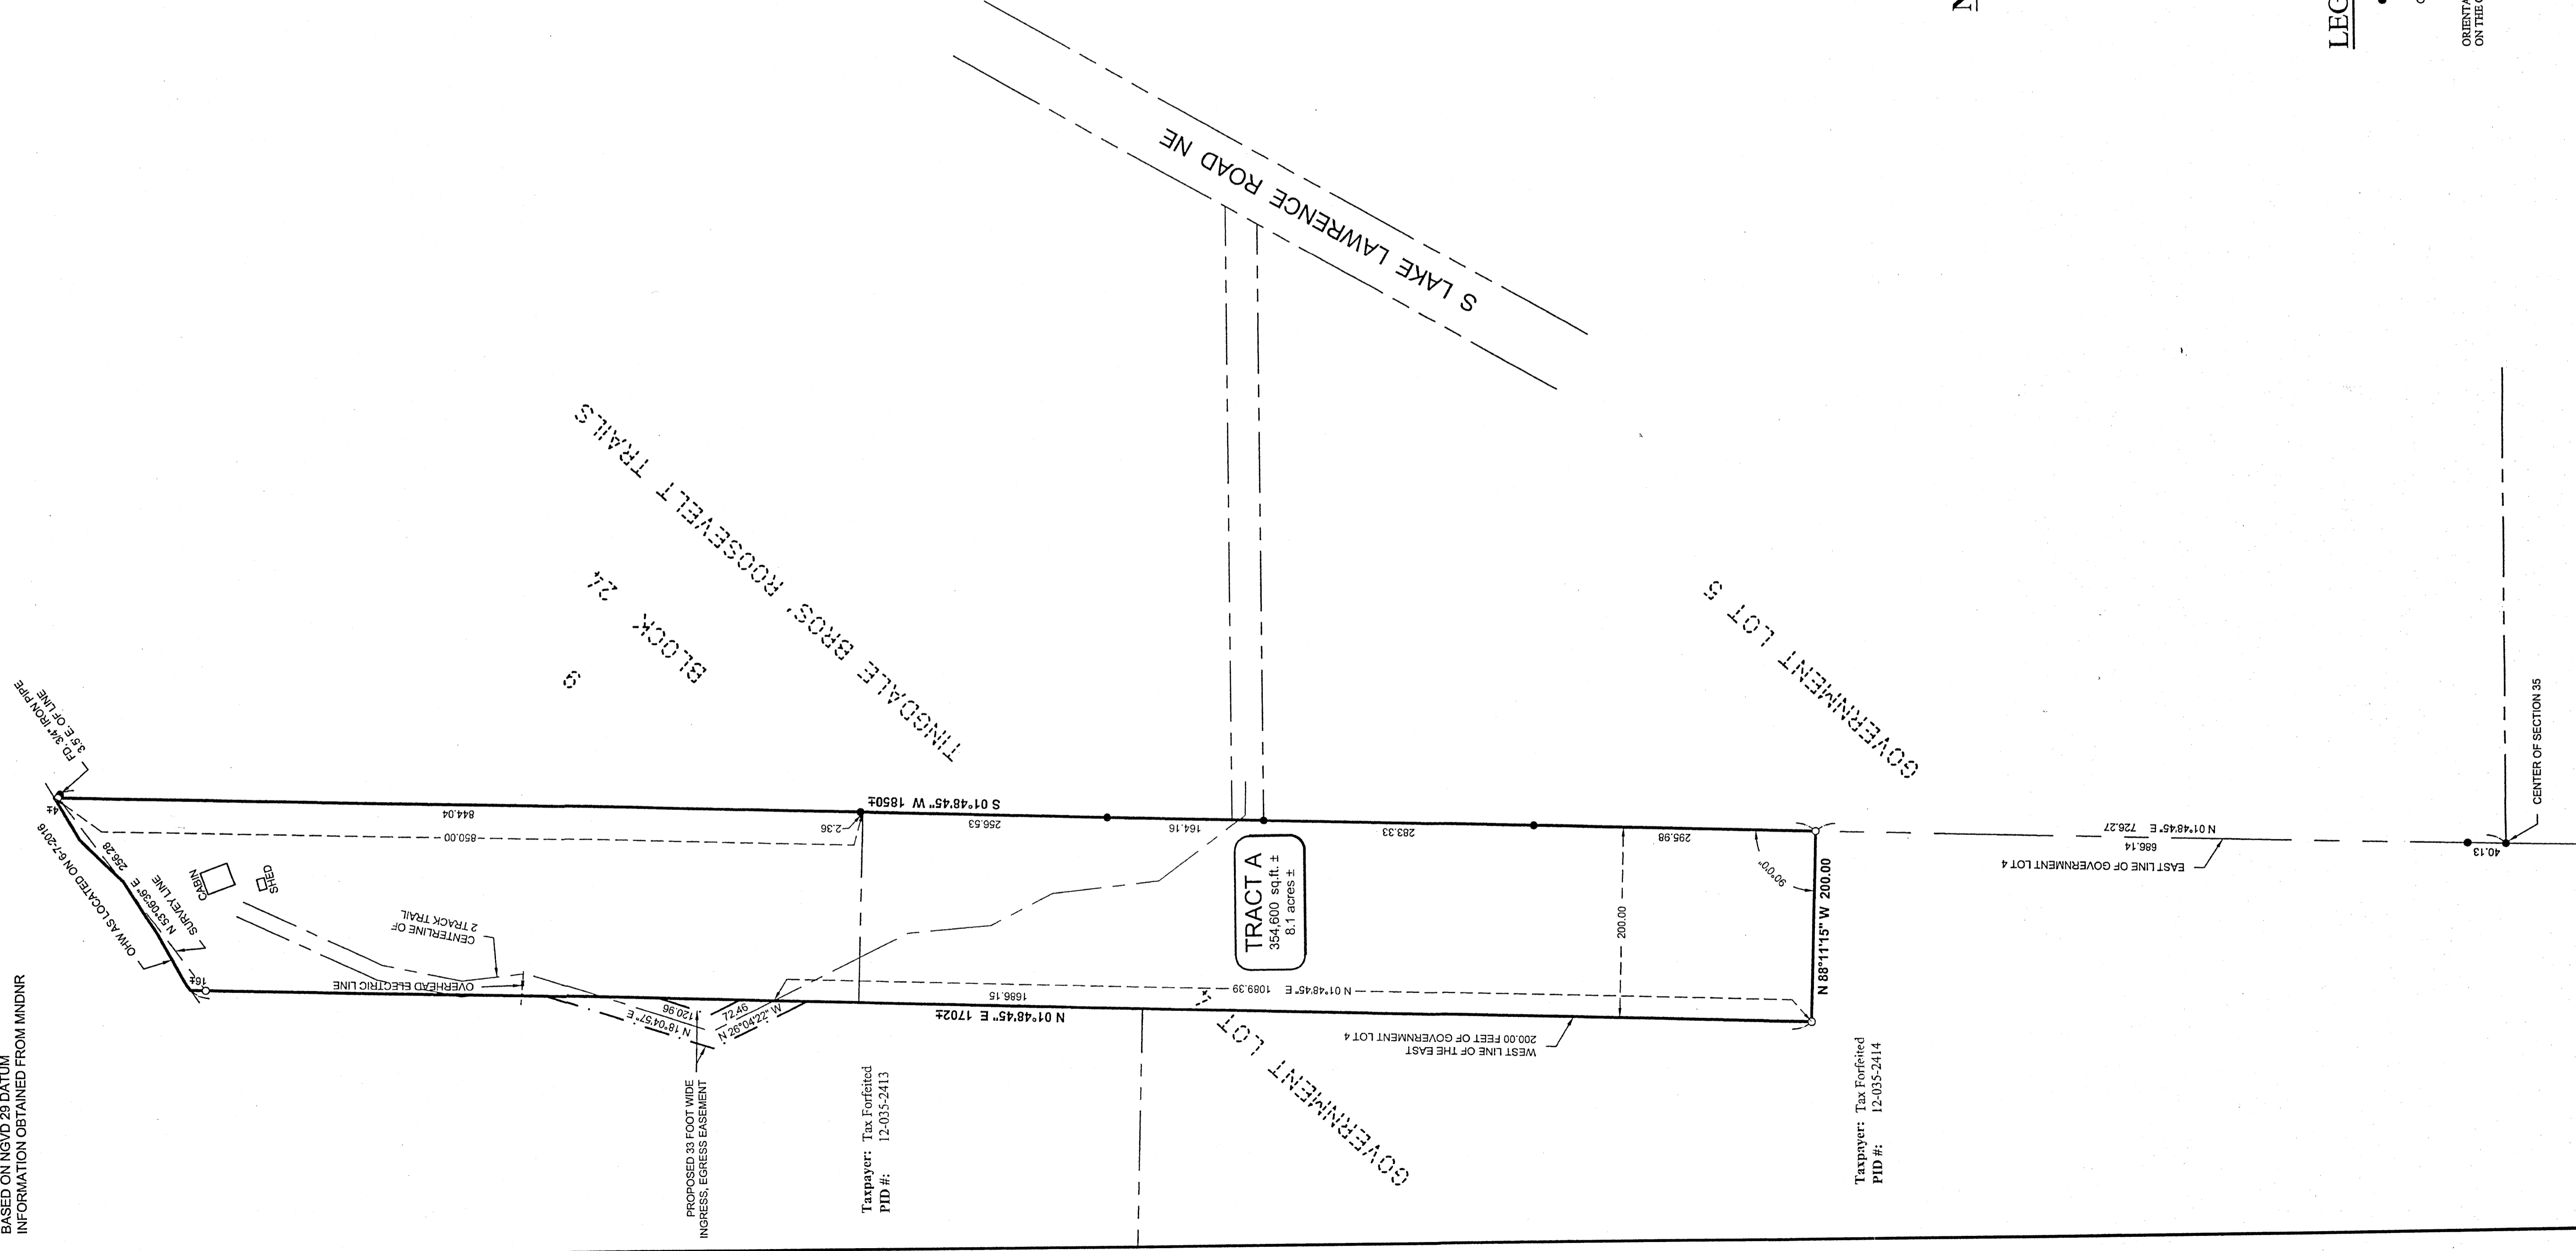 BASED ON NGVD 29 DATUM
INFORMATION OBTAINED FROM MNDNR
FD. 3/4" IRON PIPE
3.5' E. OF LINE
4±
OHW AS LOCATED ON 6-7-2016
256.28
N 53°06'36" E
SURVEY LINE
16±
CABIN
SHED
CENTERLINE OF
2 TRACK TRAIL
OVERHEAD ELECTRIC LINE
844.04
850.00
2.36
S 01°48'45" W 1850±
256.53
164.16
283.33
295.98
N 18°04'57" E
120.96
72.46
N 26°04'22" W
PROPOSED 33 FOOT WIDE
INGRESS, EGRESS EASEMENT
1686.15
N 01°48'45" E 1702±
N 01°48'45" E 1089.39
TRACT A
354,600 sq.ft. ±
8.1 acres ±
200.00
90°0'0"
N 88°11'15" W 200.00
WEST LINE OF THE EAST
200.00 FEET OF GOVERNMENT LOT 4
GOVERNMENT LOT 4
Taxpayer: Tax Forfeited
PID #: 12-035-2413
Taxpayer: Tax Forfeited
PID #: 12-035-2414
9
BLOCK 24
TINGDALE BROS' ROOSEVELT TRAILS
S LAKE LAWRENCE ROAD NE
GOVERNMENT LOT 5
N 01°48'45" E 726.27
686.14
EAST LINE OF GOVERNMENT LOT 4
40.13
CENTER OF SECTION 35
N
LEG
ORIENTA
ON THE C